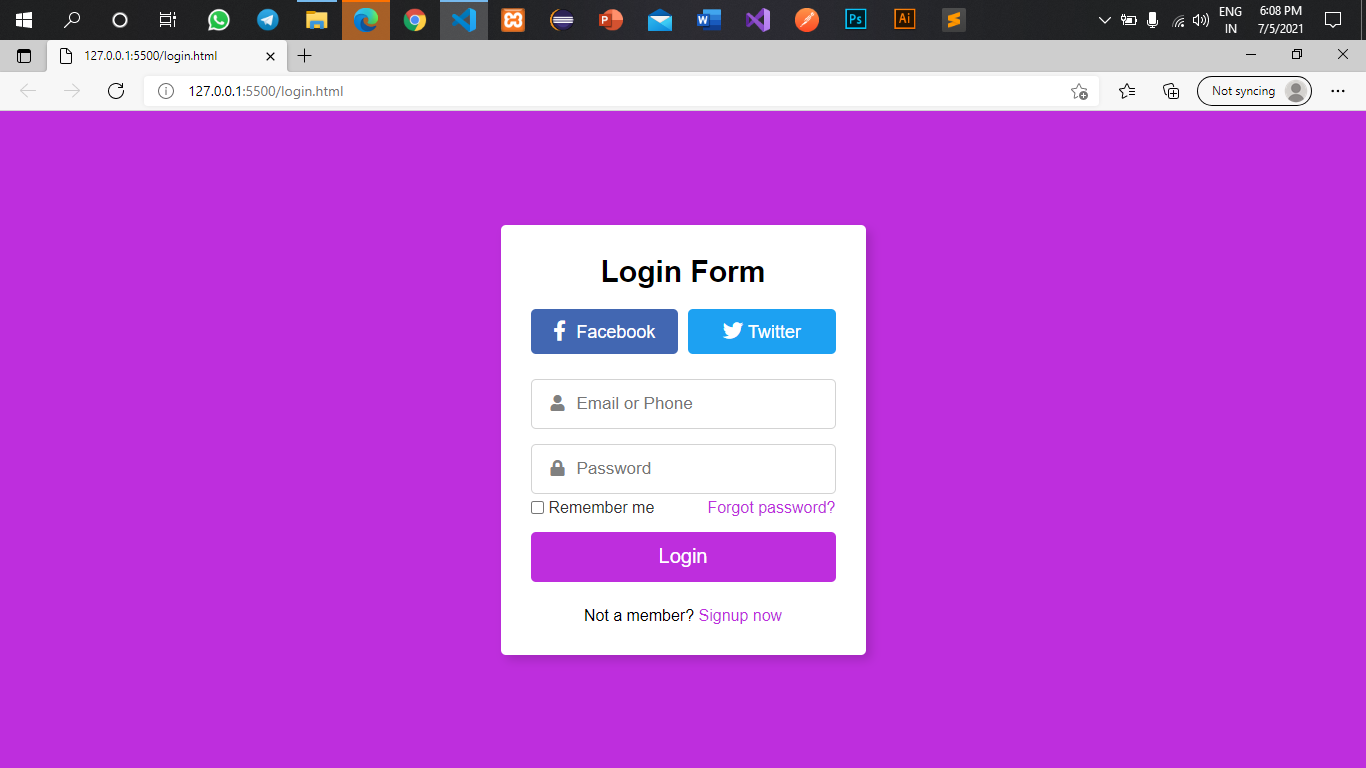 ENG 6:08 PM
IN 7/5/2021
127.0.0.1:5500/login.html
127.0.0.1:5500/login.html
Not syncing
Login Form
Facebook Twitter
Email or Phone
Password
Remember me Forgot password?
Login
Not a member? Signup now